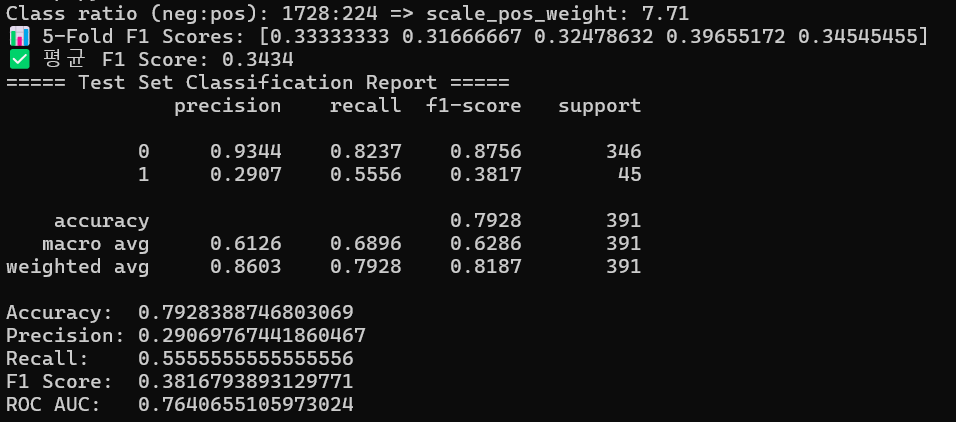 Class ratio (neg:pos): 1728:224 => scale_pos_weight: 7.71
📊 5-Fold F1 Scores: [0.33333333 0.31666667 0.32478632 0.39655172 0.34545455]
✅ 평균 F1 Score: 0.3434
===== Test Set Classification Report =====
precision recall f1-score support
0 0.9344 0.8237 0.8756 346
1 0.2907 0.5556 0.3817 45
accuracy 0.7928 391
macro avg 0.6126 0.6896 0.6286 391
weighted avg 0.8603 0.7928 0.8187 391
Accuracy: 0.7928388746803069
Precision: 0.29069767441860467
Recall: 0.5555555555555556
F1 Score: 0.3816793893129771
ROC AUC: 0.7640655105973024